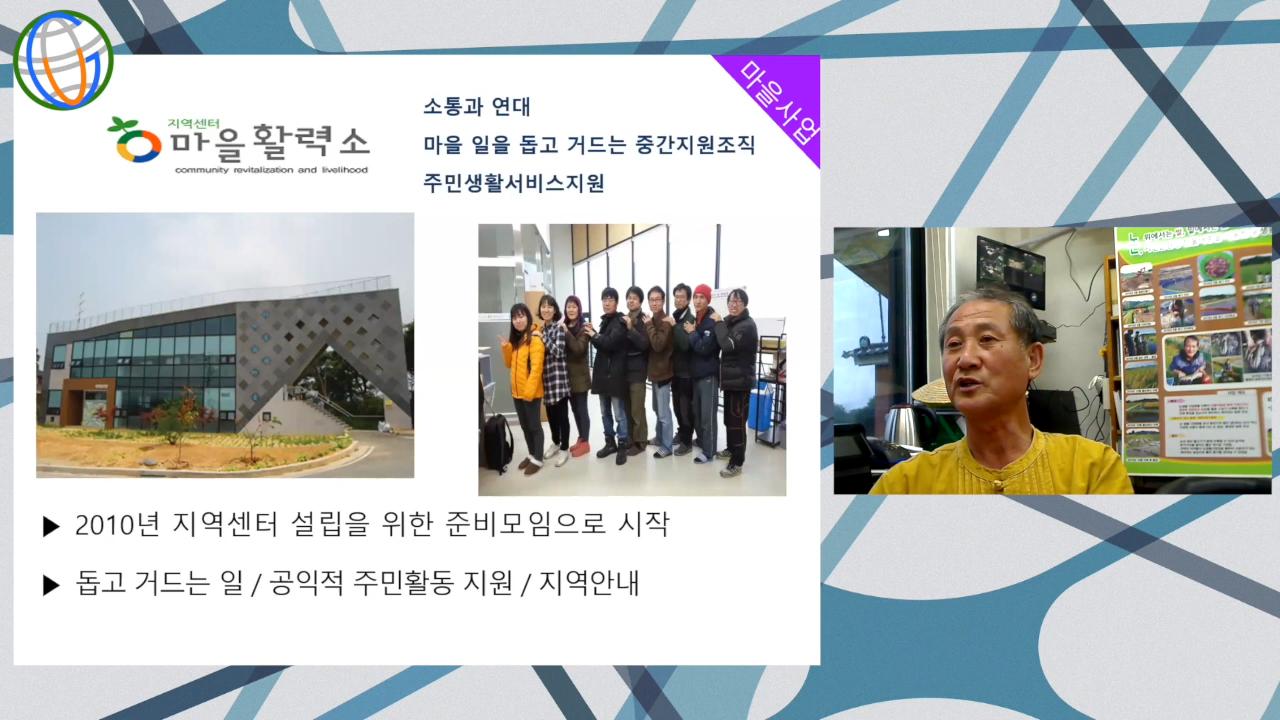 마을사업
지역센터
마을활력소
community revitalization and livelihood
소통과 연대
마을 일을 돕고 거드는 중간지원조직
주민생활서비스지원
▶ 2010년 지역센터 설립을 위한 준비모임으로 시작
▶ 돕고 거드는 일 / 공익적 주민활동 지원 / 지역안내